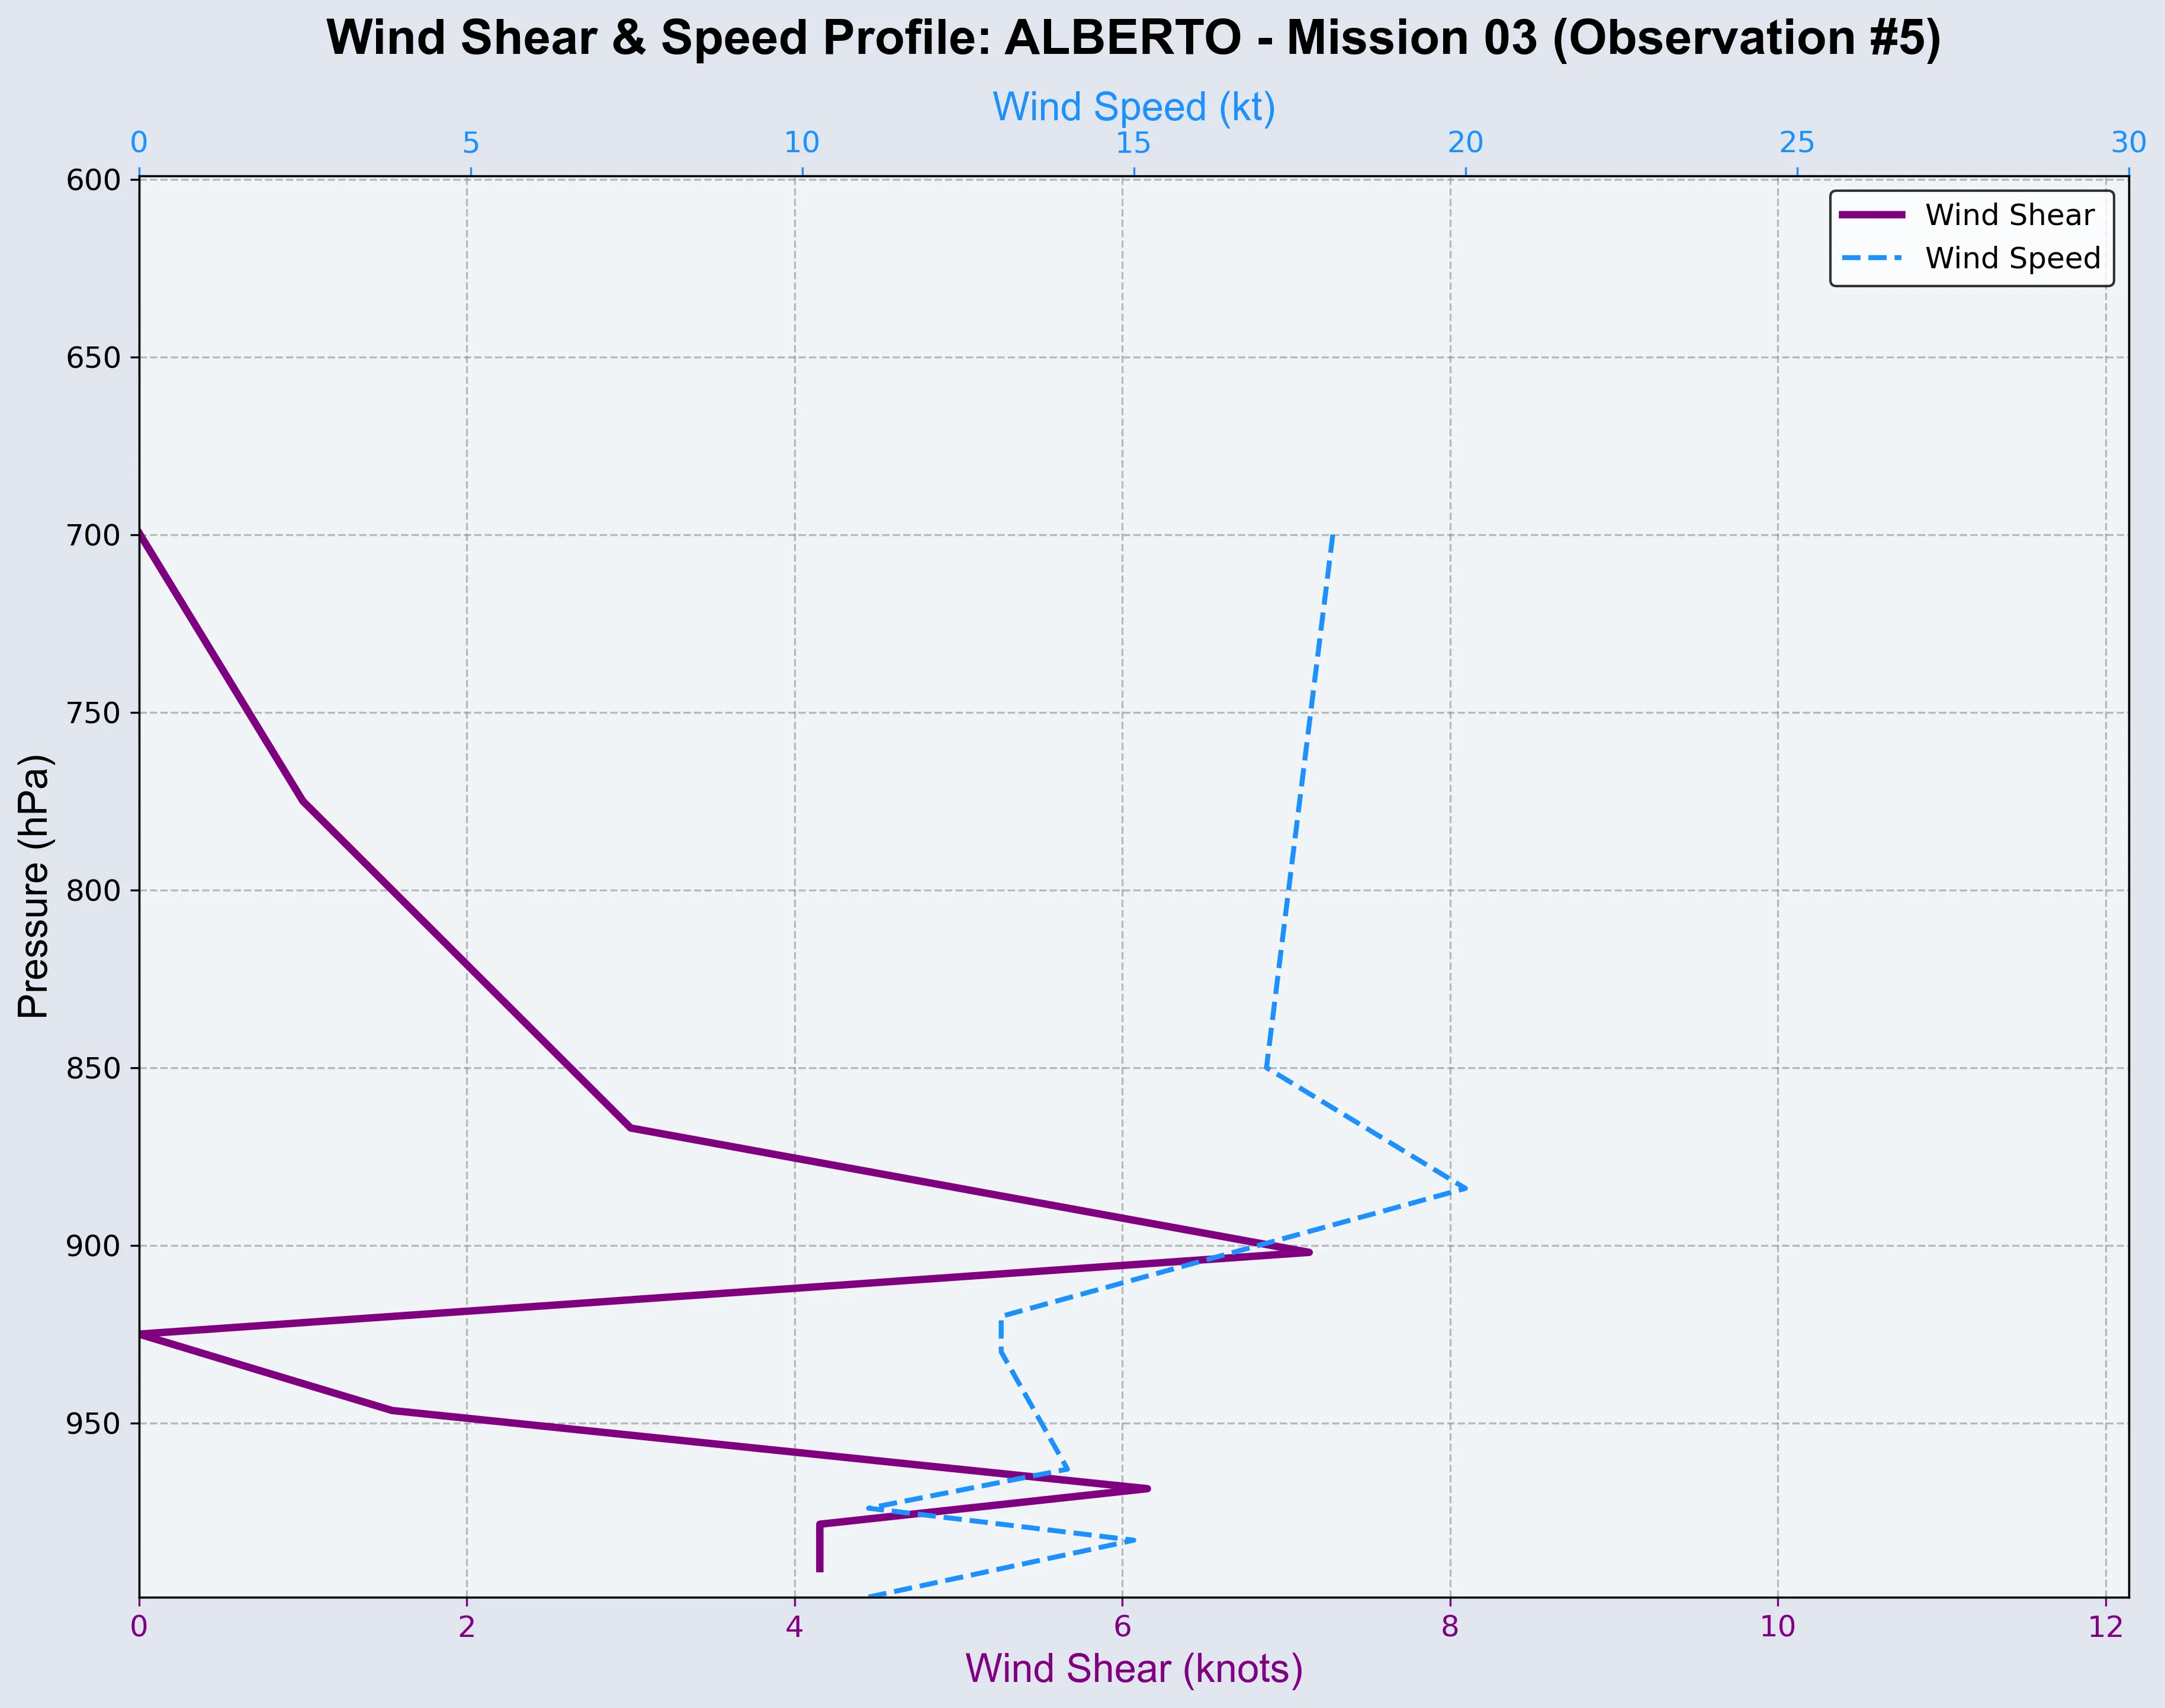 Wind Shear & Speed Profile: ALBERTO - Mission 03 (Observation #5)
Wind Speed (kt)
0 5 10 15 20 25 30
Wind Shear
Wind Speed
600
650
700
750
800
850
900
950
Pressure (hPa)
0 2 4 6 8 10 12
Wind Shear (knots)